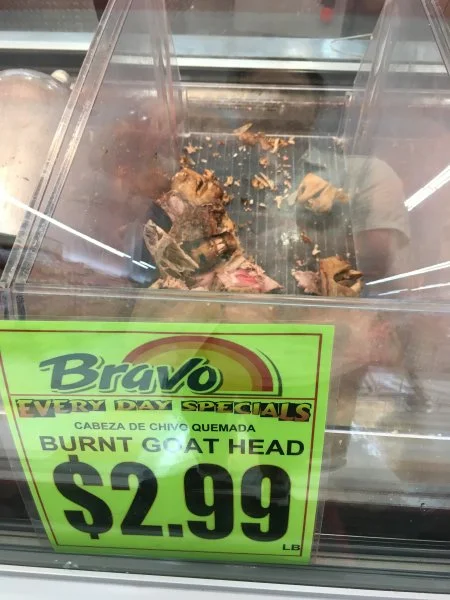 Bravo
EVERY DAY SPECIALS
CABEZA DE CHIVO QUEMADA
BURNT GOAT HEAD
$2.99
LB